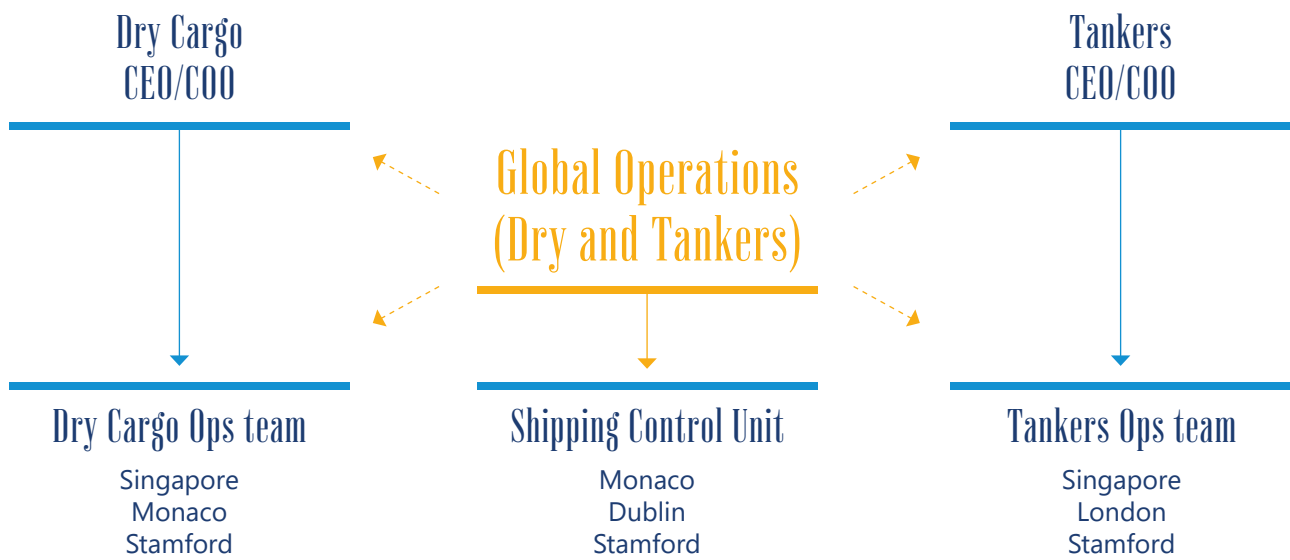 Dry Cargo
CEO/COO
Tankers
CEO/COO
Global Operations
(Dry and Tankers)
Dry Cargo Ops team
Singapore
Monaco
Stamford
Shipping Control Unit
Monaco
Dublin
Stamford
Tankers Ops team
Singapore
London
Stamford